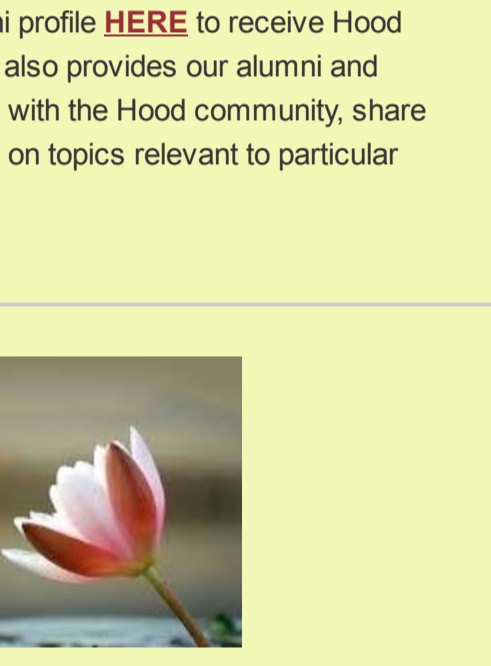 profile HERE to receive Hood
also provides our alumni and
with the Hood community, share
on topics relevant to particular